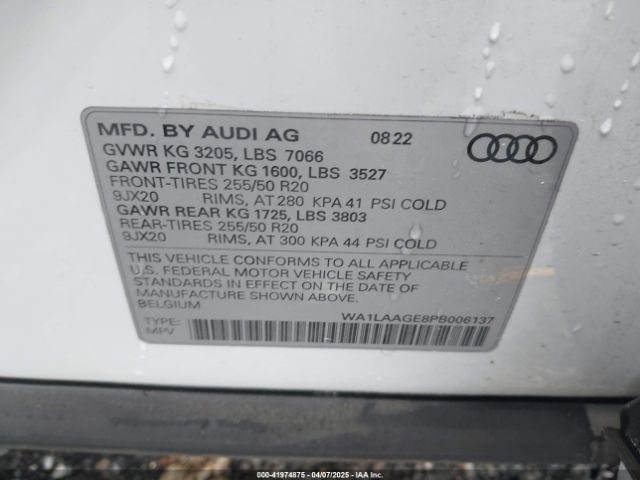 MFD. BY AUDI AG 08.22
GVWR KG 3205, LBS 7066
GAWR FRONT KG 1600, LBS 3527
FRONT-TIRES 255/50 R20
9JX20 RIMS, AT 280 KPA 41 PSI COLD
GAWR REAR KG 1725, LBS 3803
REAR-TIRES 255/50 R20
9JX20 RIMS, AT 300 KPA 44 PSI COLD
THIS VEHICLE CONFORMS TO ALL APPLICABLE
U.S. FEDERAL MOTOR VEHICLE SAFETY
STANDARDS IN EFFECT ON THE DATE OF
MANUFACTURE SHOWN ABOVE.
BELGIUM
WA1LAAGE8PB006137
TYPE:
MPV
000-41974875 - 04/07/2025 - IAAI.COM